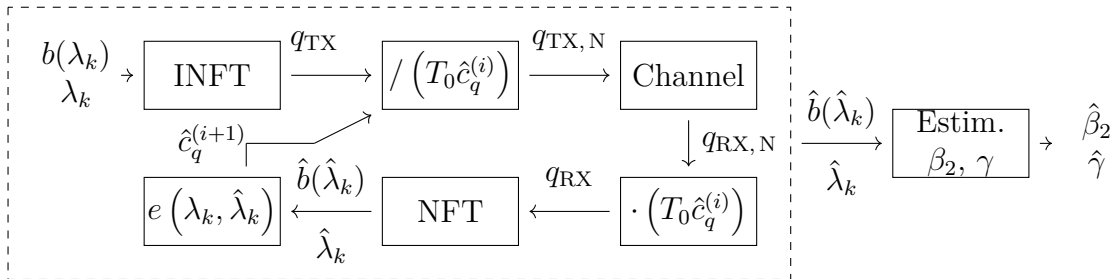 b(λ_k)
λ_k
INFT
q_TX
/ (T_0 ĉ_q^(i))
q_TX, N
Channel
q_RX, N
ĉ_q^(i+1)
e (λ_k, λ̂_k)
b̂(λ̂_k)
λ̂_k
NFT
q_RX
· (T_0 ĉ_q^(i))
b̂(λ̂_k)
λ̂_k
Estim.
β_2, γ
β̂_2
γ̂